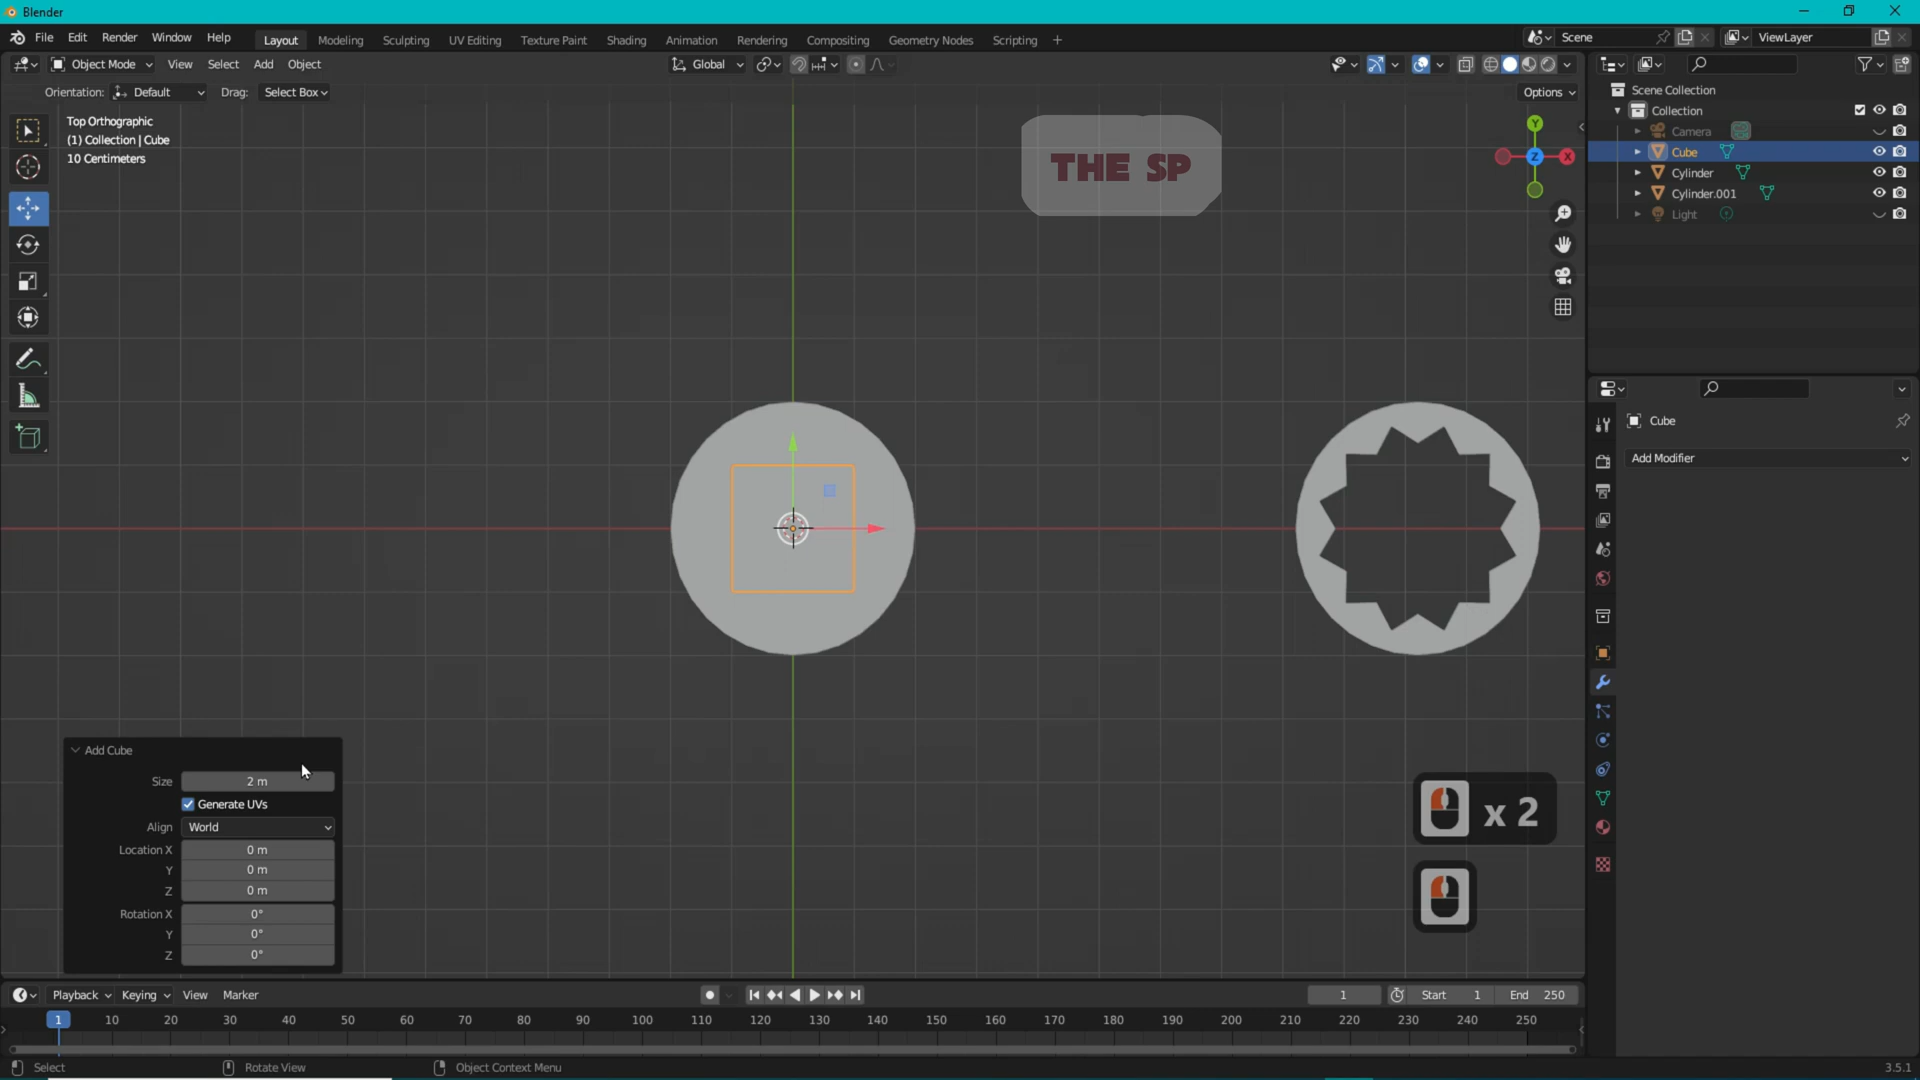 Blender
File Edit Render Window Help
Layout Modeling Sculpting UV Editing Texture Paint Shading Animation Rendering Compositing Geometry Nodes Scripting +
Scene
ViewLayer
Object Mode View Select Add Object
Global
Orientation: Default Drag: Select Box
Options
Top Orthographic
(1) Collection | Cube
10 Centimeters
THE SP
Y
Z
X
Scene Collection
Collection
Camera
Cube
Cylinder
Cylinder.001
Light
Cube
Add Modifier
Add Cube
Size 2 m
Generate UVs
Align World
Location X 0 m
Y 0 m
Z 0 m
Rotation X 0°
Y 0°
Z 0°
x 2
Playback Keying View Marker
1
Start 1
End 250
1 10 20 30 40 50 60 70 80 90 100 110 120 130 140 150 160 170 180 190 200 210 220 230 240 250
Select Rotate View Object Context Menu
3.5.1